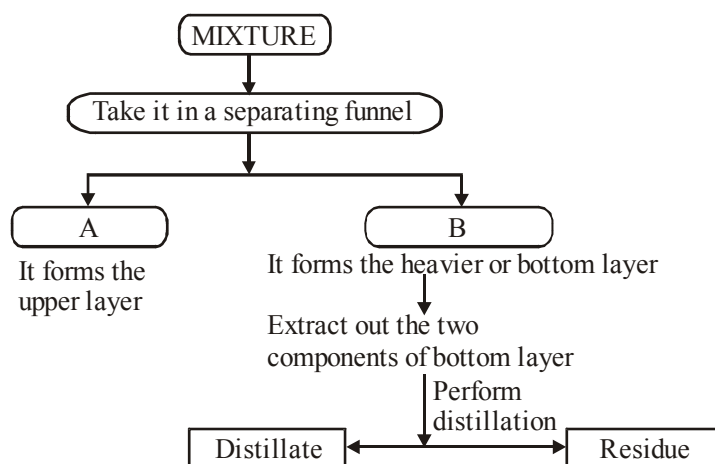 MIXTURE
Take it in a separating funnel
A
B
It forms the
upper layer
It forms the heavier or bottom layer
Extract out the two
components of bottom layer
Perform
distillation
Distillate
Residue